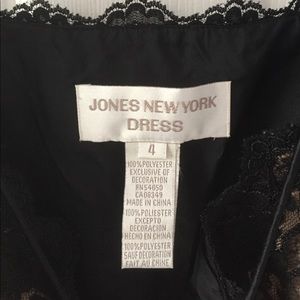 JONES NEW YORK
DRESS
4
100%POLYESTER
EXCLUSIVE OF
DECORATION
RN54050
CA08349
MADE IN CHINA
100%POLIESTER
EXCEPTO
DECORACION
HECHO EN CHINA
100%POLYESTER
SAUF DECORATION
FAIT AU CHINE